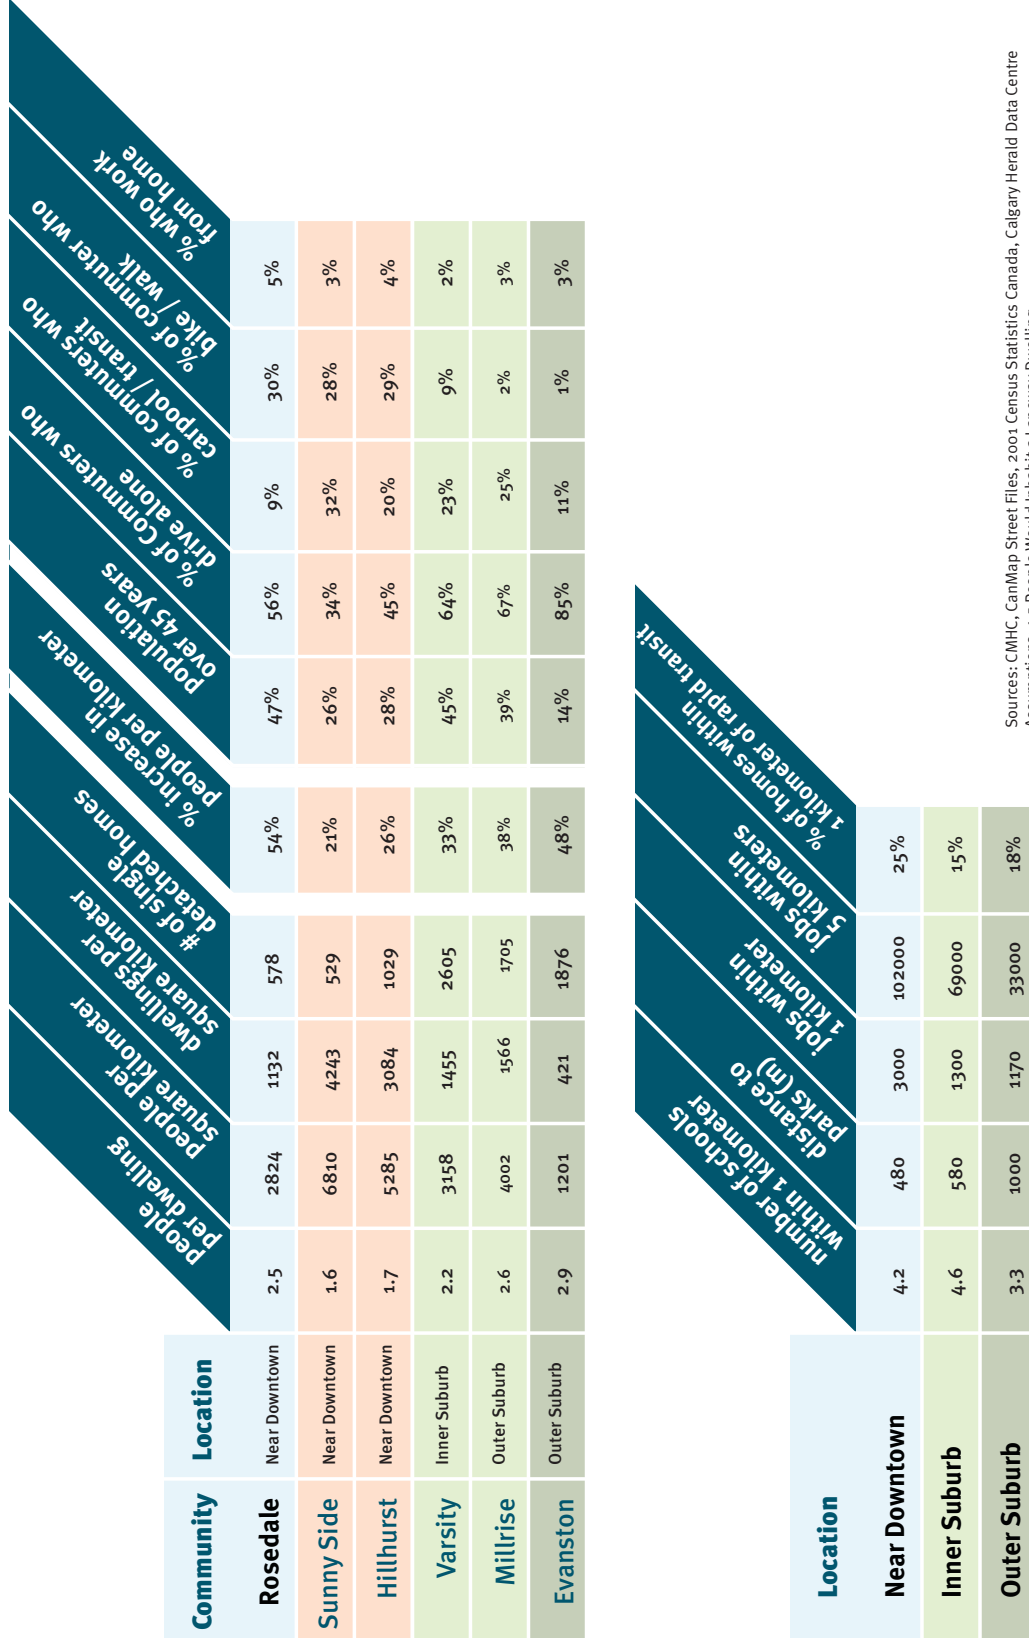 Community Location people per dwelling people per square kilometer dwellings per square kilometer # of single detached homes % increase in people per kilometer population over 45 years % of Commuters who drive alone % of commuters who carpool / transit % of commuter who bike / walk % who work from home
Rosedale Near Downtown 2.5 2824 1132 578 54% 47% 56% 9% 30% 5%
Sunny Side Near Downtown 1.6 6810 4243 529 21% 26% 34% 32% 28% 3%
Hillhurst Near Downtown 1.7 5285 3084 1029 26% 28% 45% 20% 29% 4%
Varsity Inner Suburb 2.2 3158 1455 2605 33% 45% 64% 23% 9% 2%
Millrise Outer Suburb 2.6 4002 1566 1705 38% 39% 67% 25% 2% 3%
Evanston Outer Suburb 2.9 1201 421 1876 48% 14% 85% 11% 1% 3%
Location number of schools within 1 kilometer distance to parks (m) jobs within 1 kilometer jobs within 5 kilometers % of homes within 1 kilometer of rapid transit
Near Downtown 4.2 480 3000 102000 25%
Inner Suburb 4.6 580 1300 69000 15%
Outer Suburb 3.3 1000 1170 33000 18%
Sources: CMHC, CanMap Street Files, 2001 Census Statistics Canada, Calgary Herald Data Centre